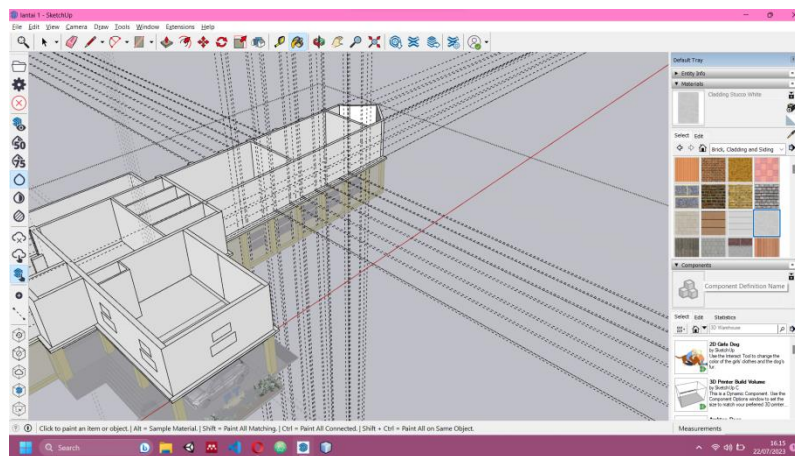 lantai 1 - SketchUp
File Edit View Camera Draw Tools Window Extensions Help
Default Tray
Entity Info
Materials
Cladding Stucco White
Select Edit
Brick, Cladding and Siding
50
75
Components
Component Definition Name
Select Edit Statistics
3D Warehouse
2D Girls Dog
by SketchUp
Use the Interact Tool to change the
color of the girls' clothes and the dog's
fur.
3D Printer Build Volume
by SketchUp C
This is a Dynamic Component. Use the
Component Options window to set the
size to match your preferred 3D printer.
Click to paint an item or object. | Alt = Sample Material. | Shift = Paint All Matching. | Ctrl = Paint All Connected. | Shift + Ctrl = Paint All on Same Object.
Measurements
Search
16.15
22/07/2023